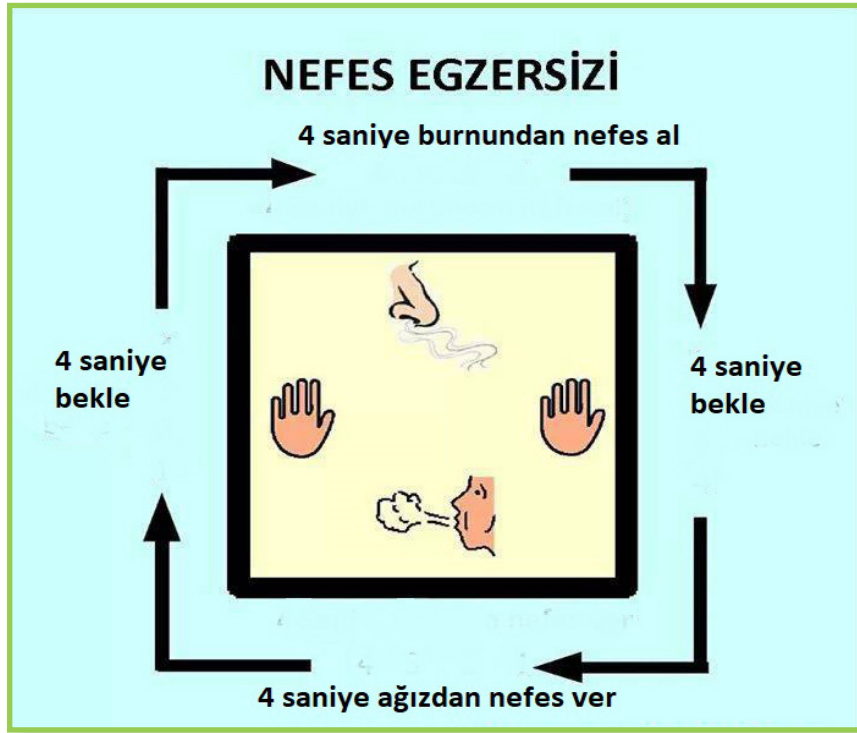 NEFES EGZERSİZİ
4 saniye burnundan nefes al
4 saniye
bekle
4 saniye
bekle
4 saniye ağızdan nefes ver